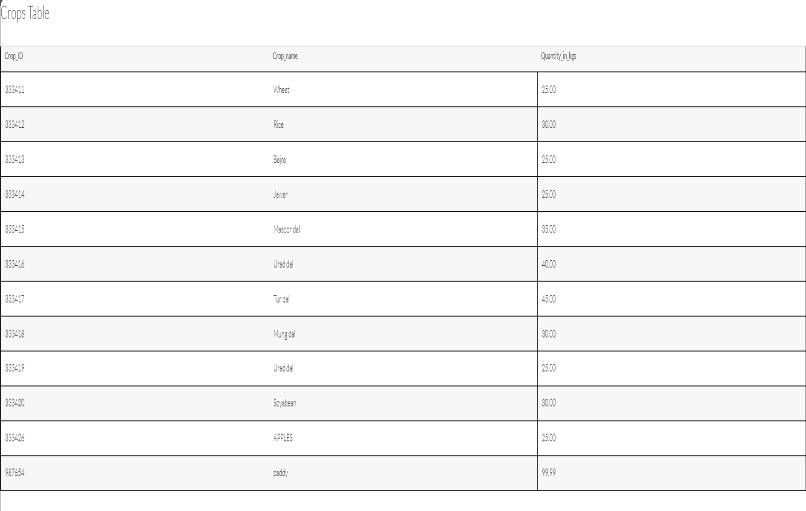 Crops Table
Crop_ID Crop_name Quantity_in_kgs
333411 Wheat 25.00
333412 Rice 30.00
333413 Bajra 25.00
333414 Jawar 25.00
333415 Masoor dal 35.00
333416 Urad dal 40.00
333417 Tur dal 45.00
333418 Mung dal 30.00
333419 Urad dal 25.00
333420 Soyabean 30.00
333426 APPLES 25.00
987654 paddy 99.99